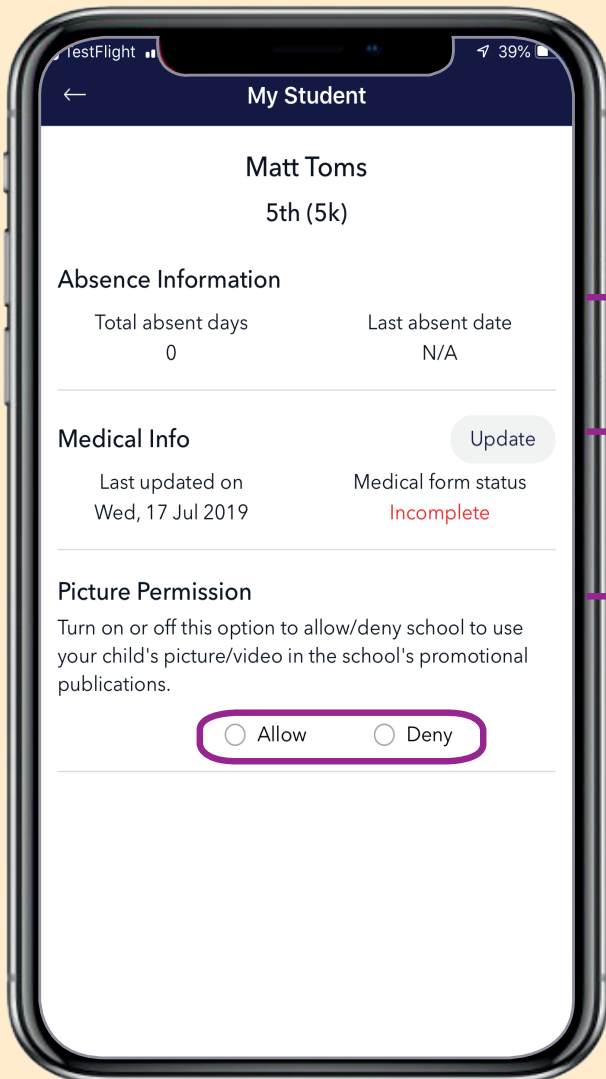 TestFlight 39%
My Student
Matt Toms
5th (5k)
Absence Information
Total absent days Last absent date
0 N/A
Medical Info Update
Last updated on Medical form status
Wed, 17 Jul 2019 Incomplete
Picture Permission
Turn on or off this option to allow/deny school to use
your child's picture/video in the school's promotional
publications.
Allow Deny